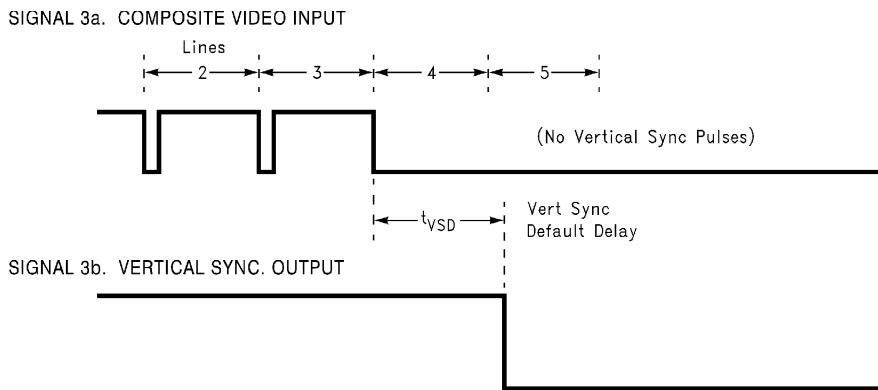 SIGNAL 3a. COMPOSITE VIDEO INPUT
Lines
2 3 4 5
(No Vertical Sync Pulses)
tVSD
Vert Sync
Default Delay
SIGNAL 3b. VERTICAL SYNC. OUTPUT